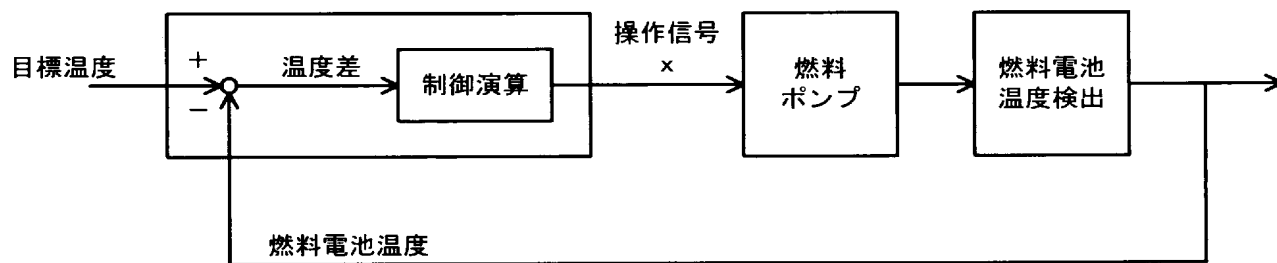 目標温度
+
−
温度差
制御演算
操作信号
x
燃料
ポンプ
燃料電池
温度検出
燃料電池温度